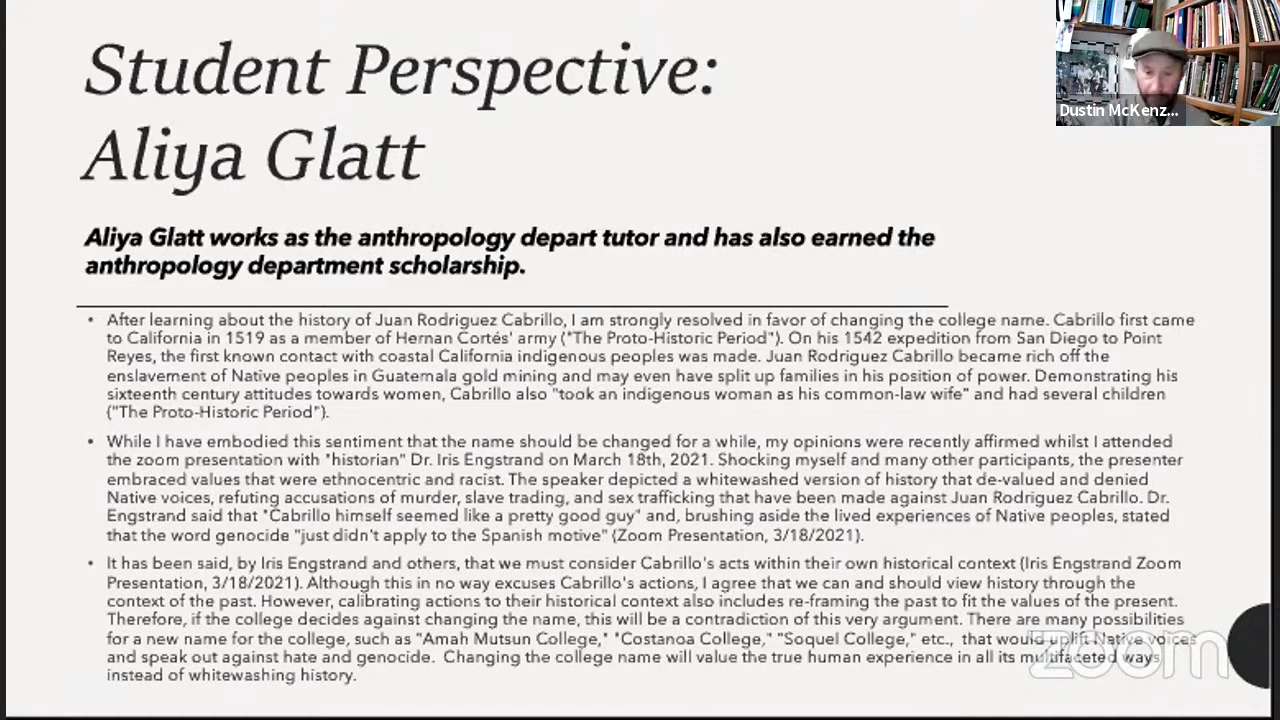 Student Perspective:
Aliya Glatt
Dustin McKenz...
Aliya Glatt works as the anthropology depart tutor and has also earned the
anthropology department scholarship.
• After learning about the history of Juan Rodriguez Cabrillo, I am strongly resolved in favor of changing the college name. Cabrillo first came
to California in 1519 as a member of Hernan Cortés' army ("The Proto-Historic Period"). On his 1542 expedition from San Diego to Point
Reyes, the first known contact with coastal California indigenous peoples was made. Juan Rodriguez Cabrillo became rich off the
enslavement of Native peoples in Guatemala gold mining and may even have split up families in his position of power. Demonstrating his
sixteenth century attitudes towards women, Cabrillo also "took an indigenous woman as his common-law wife" and had several children
("The Proto-Historic Period").
• While I have embodied this sentiment that the name should be changed for a while, my opinions were recently affirmed whilst I attended
the zoom presentation with "historian" Dr. Iris Engstrand on March 18th, 2021. Shocking myself and many other participants, the presenter
embraced values that were ethnocentric and racist. The speaker depicted a whitewashed version of history that de-valued and denied
Native voices, refuting accusations of murder, slave trading, and sex trafficking that have been made against Juan Rodriguez Cabrillo. Dr.
Engstrand said that "Cabrillo himself seemed like a pretty good guy" and, brushing aside the lived experiences of Native peoples, stated
that the word genocide "just didn't apply to the Spanish motive" (Zoom Presentation, 3/18/2021).
• It has been said, by Iris Engstrand and others, that we must consider Cabrillo's acts within their own historical context (Iris Engstrand Zoom
Presentation, 3/18/2021). Although this in no way excuses Cabrillo's actions, I agree that we can and should view history through the
context of the past. However, calibrating actions to their historical context also includes re-framing the past to fit the values of the present.
Therefore, if the college decides against changing the name, this will be a contradiction of this very argument. There are many possibilities
for a new name for the college, such as "Amah Mutsun College," "Costanoa College," "Soquel College," etc., that would uplift Native voices
and speak out against hate and genocide. Changing the college name will value the true human experience in all its multifaceted ways
instead of whitewashing history.
zoom